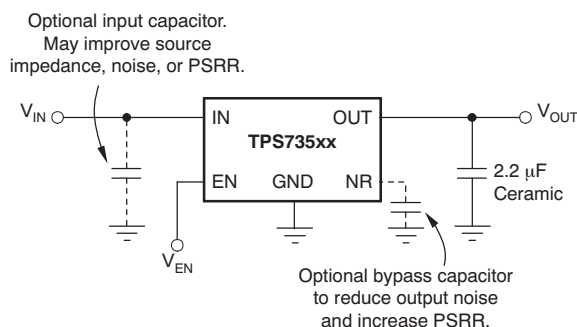 Optional input capacitor.
May improve source
impedance, noise, or PSRR.
V_IN
IN
OUT
V_OUT
TPS735xx
EN
GND
NR
2.2 μF
Ceramic
V_EN
Optional bypass capacitor
to reduce output noise
and increase PSRR.